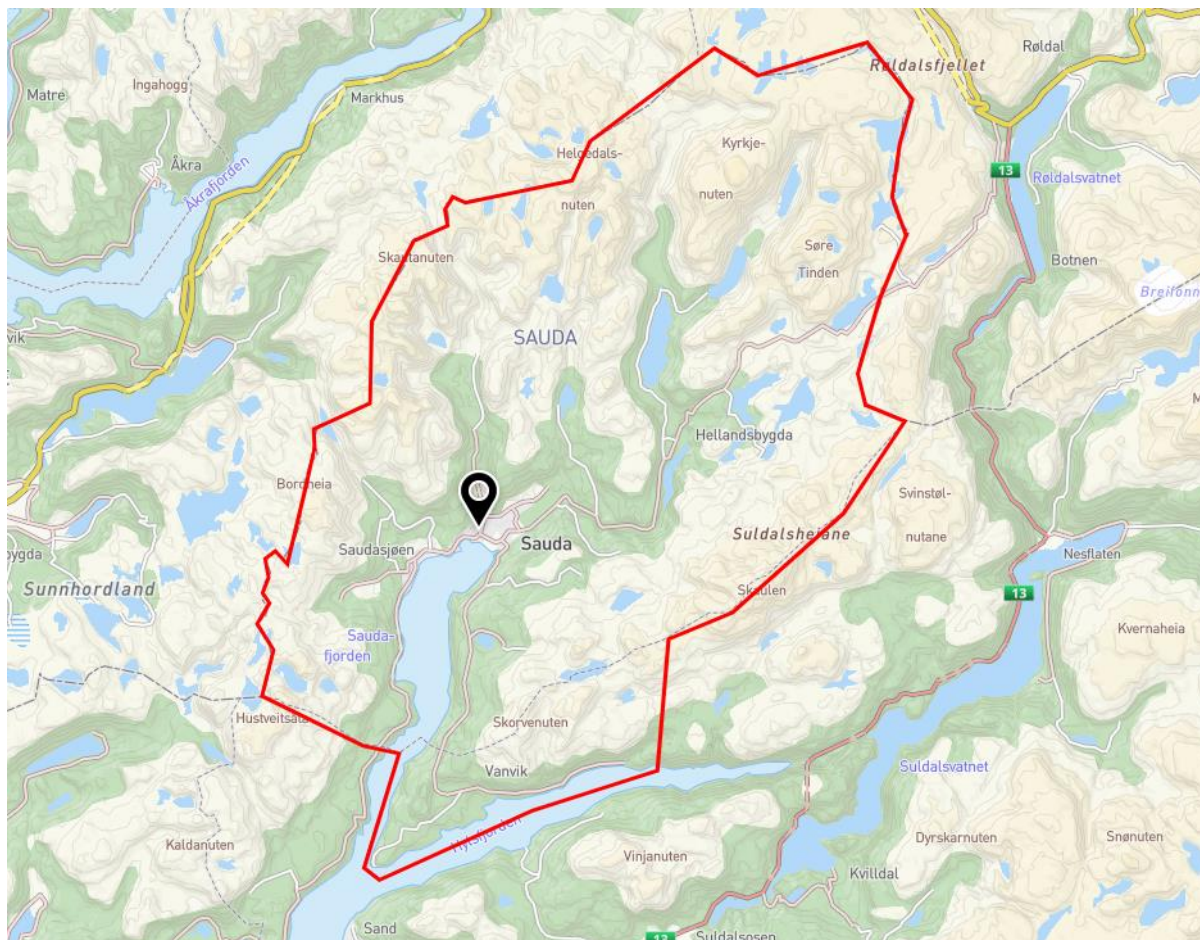 Røldal
Røldalsfjellet
Ingahogg
Matre
Markhus
Åkra
Åkrafjorden
Kyrkje-
nuten
Helgedals-
nuten
13
Røldalsvatnet
Søre
Tinden
Botnen
Skaulanuten
Breifonn
vik
SAUDA
Hellandsbygda
Bordheia
Svinstøl-
nutane
Suldalsheiane
Sauda
Saudasjøen
bygda
Sunnhordland
Nesflaten
13
Skaulen
Kvernaheia
Sauda-
fjorden
Hustveitsåta
Skorvenuten
Vanvik
Suldalsvatnet
Hylsfjorden
Kaldanuten
Vinjanuten
Dyrskarnuten
Snønuten
Kvilldal
Sand
13
Suldalsosen